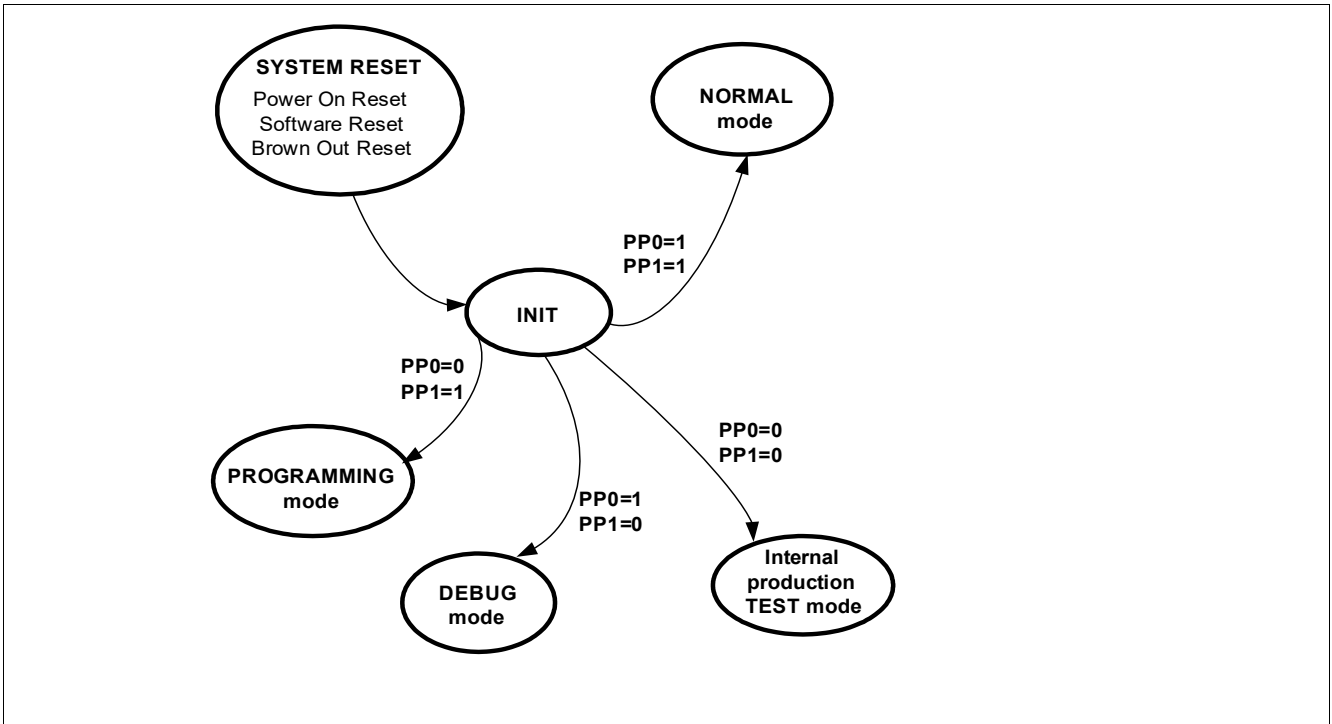 SYSTEM RESET
Power On Reset
Software Reset
Brown Out Reset
NORMAL
mode
PP0=1
PP1=1
INIT
PP0=0
PP1=1
PP0=0
PP1=0
PROGRAMMING
mode
PP0=1
PP1=0
Internal
production
TEST mode
DEBUG
mode